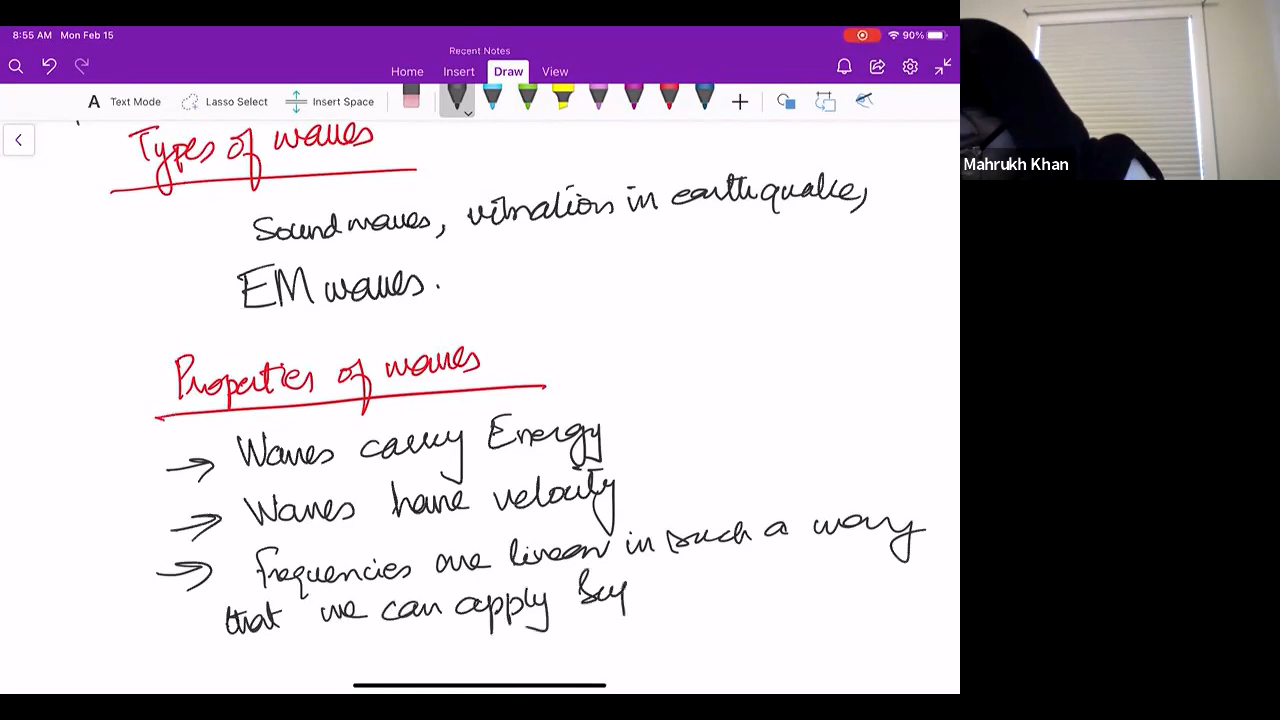 8:55 AM Mon Feb 15
90%
Recent Notes
Home Insert Draw View
Text Mode Lasso Select Insert Space
Types of waves
Sound waves, vibration in earthquake,
EM waves.
Properties of waves
→ Waves carry Energy
→ Waves have velocity
→ frequencies are linear in such a way
that we can apply Sup
Mahrukh Khan